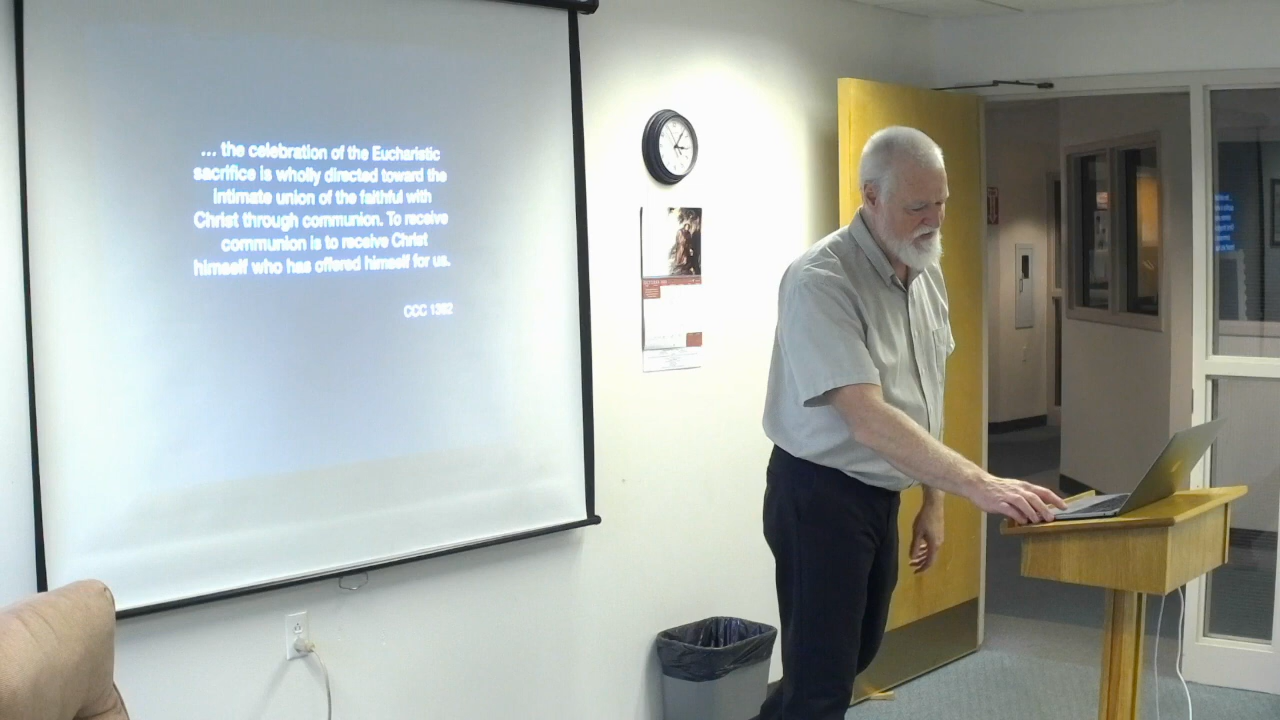 ... the celebration of the Eucharistic
sacrifice is wholly directed toward the
intimate union of the faithful with
Christ through communion. To receive
communion is to receive Christ
himself who has offered himself for us.
CCC 1382